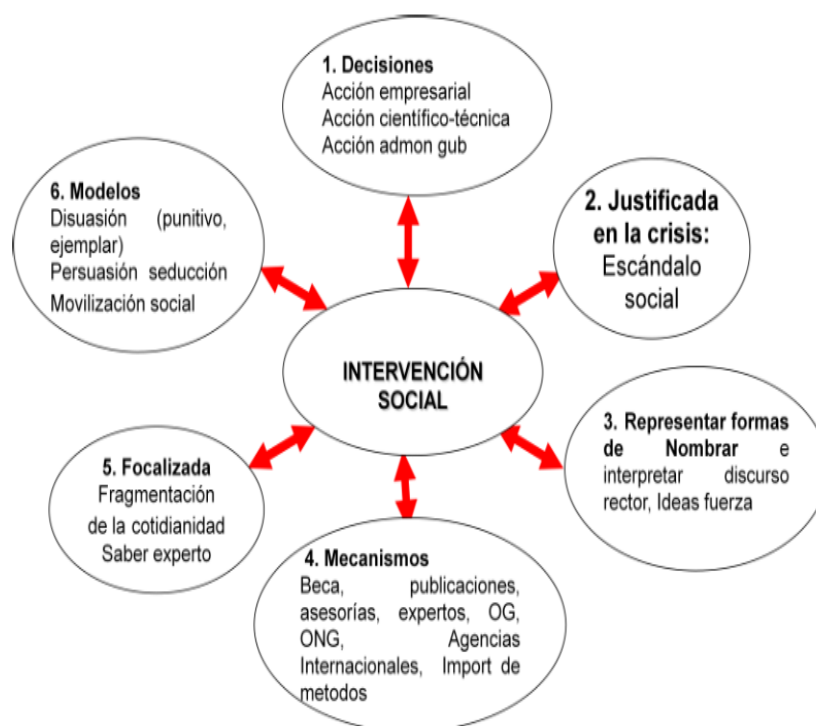 1. Decisiones
Acción empresarial
Acción científico-técnica
Acción admon gub
2. Justificada
en la crisis:
Escándalo
social
3. Representar formas
de Nombrar e
interpretar discurso
rector, Ideas fuerza
4. Mecanismos
Beca, publicaciones,
asesorías, expertos, OG,
ONG, Agencias
Internacionales, Import de
metodos
5. Focalizada
Fragmentación
de la cotidianidad
Saber experto
6. Modelos
Disuasión (punitivo,
ejemplar)
Persuasión seducción
Movilización social
INTERVENCIÓN
SOCIAL